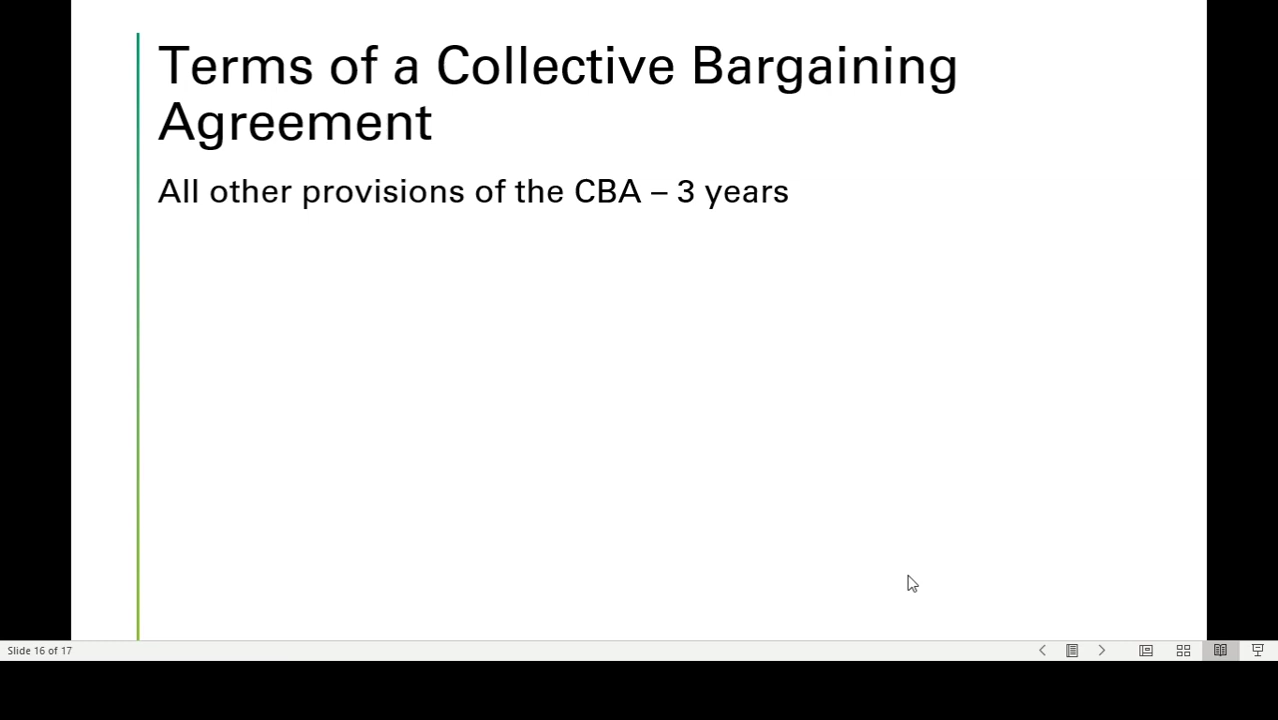 Terms of a Collective Bargaining
Agreement
All other provisions of the CBA – 3 years
Slide 16 of 17